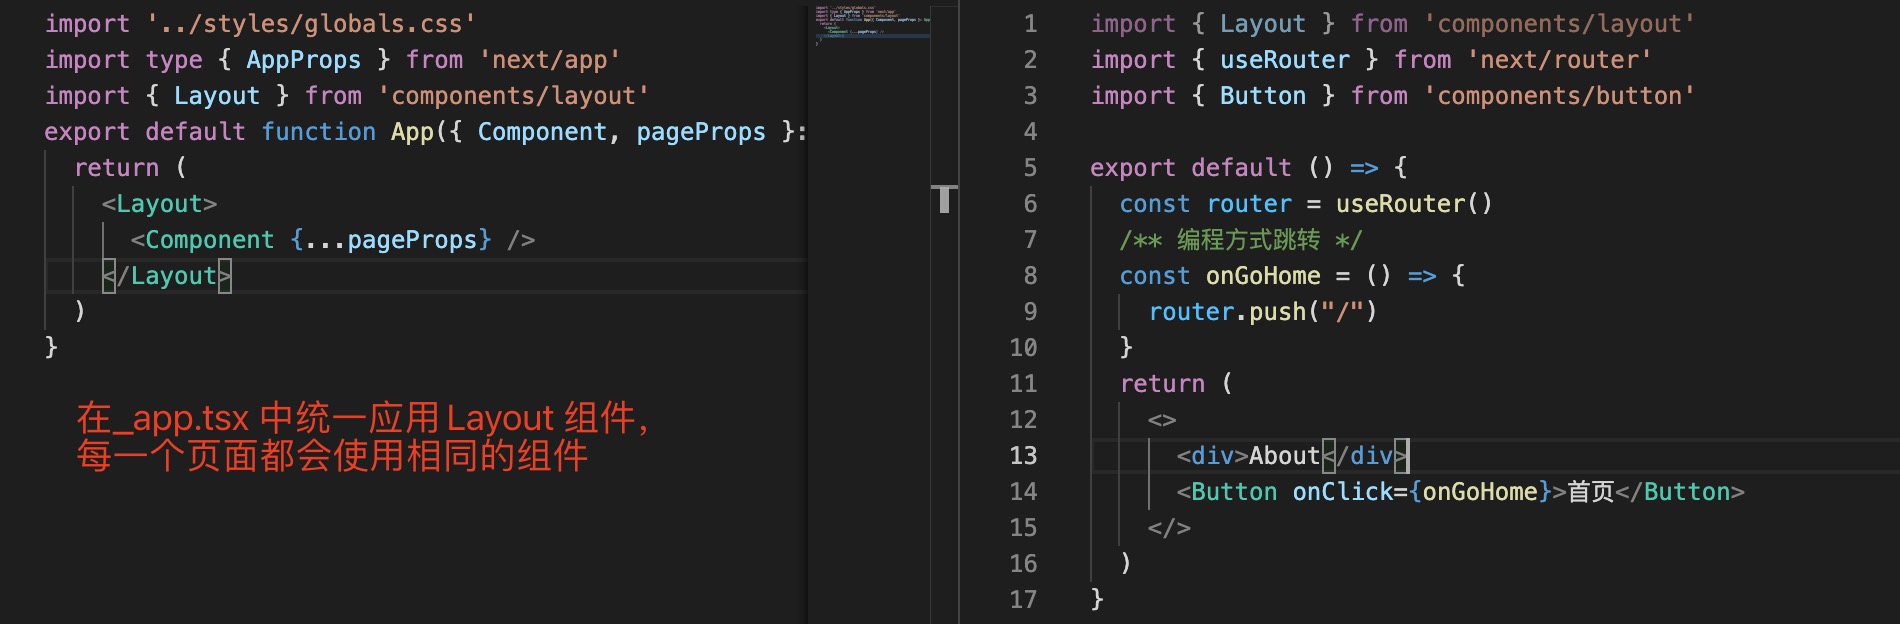 import '../styles/globals.css'
import type { AppProps } from 'next/app'
import { Layout } from 'components/layout'
export default function App({ Component, pageProps }:
  return (
    <Layout>
      <Component {...pageProps} />
    </Layout>
  )
}
在_app.tsx 中统一应用 Layout 组件，
每一个页面都会使用相同的组件
1 import { Layout } from 'components/layout'
2 import { useRouter } from 'next/router'
3 import { Button } from 'components/button'
4
5 export default () => {
6   const router = useRouter()
7   /** 编程方式跳转 */
8   const onGoHome = () => {
9     router.push("/")
10   }
11   return (
12     <>
13       <div>About</div>
14       <Button onClick={onGoHome}>首页</Button>
15     </>
16   )
17 }